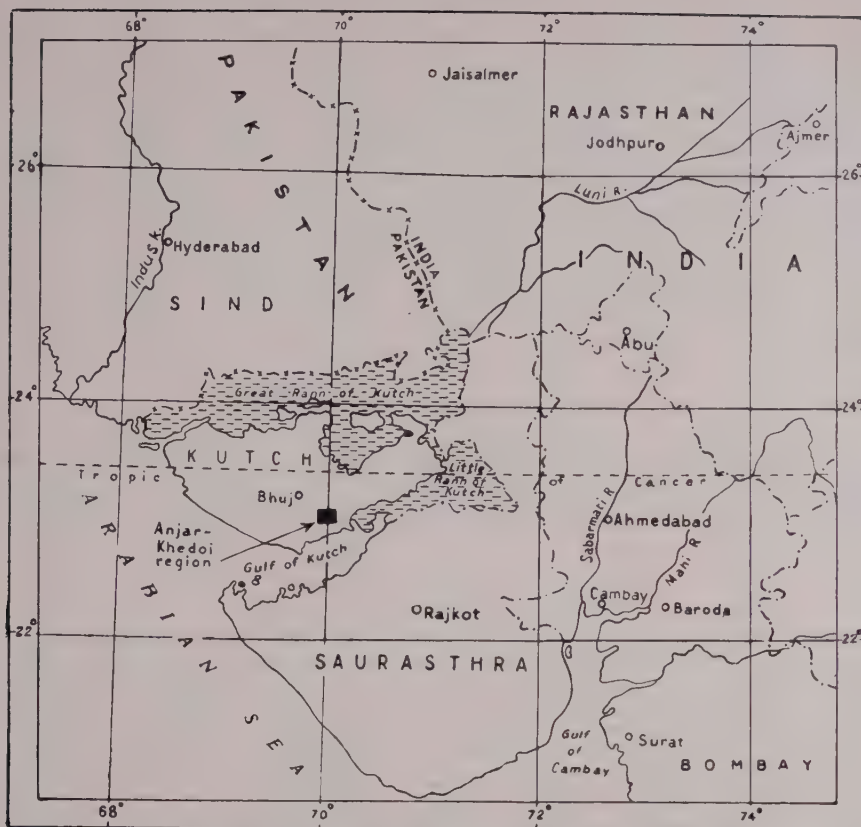 68° 70° 72° 74°
PAKISTAN
Jaisalmer
RAJASTHAN
Jodhpur
Ajmer
26° 26°
Luni R.
Indus R.
Hyderabad
INDIA
PAKISTAN
INDIA
SIND
Abu
24° 24°
Great Rann of Kutch
KUTCH
Little
Rann of
Kutch
Tropic of Cancer
Bhuj
Anjar-
Khedoi
region
Gulf of Kutch
Sabarmati R.
Ahmedabad
Mahi R.
Cambay
Baroda
Rajkot
22° 22°
SAURASTHRA
ARABIAN SEA
Gulf
of
Cambay
Surat
BOMBAY
68° 70° 72° 74°